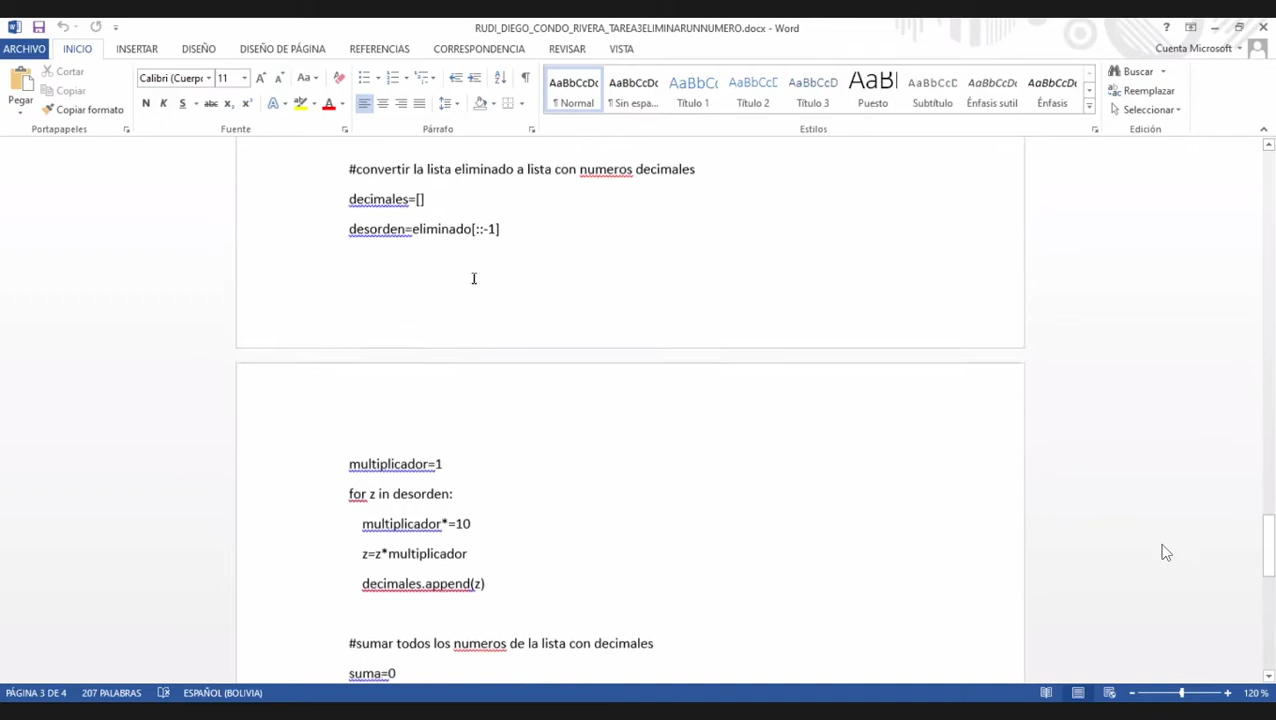 RUDI_DIEGO_CONDO_RIVERA_TAREA3ELIMINARUNNUMERO.docx - Word
ARCHIVO INICIO INSERTAR DISEÑO DISEÑO DE PÁGINA REFERENCIAS CORRESPONDENCIA REVISAR VISTA Cuenta Microsoft
Pegar
Cortar
Copiar
Copiar formato
Portapapeles
Calibri (Cuerpo 11
N K S abc x₂ x²
Fuente
Párrafo
AaBbCcDc AaBbCcDc AaBbCc AaBbCcE AaBbCcD AaBl AaBbCcD AaBbCcDc AaBbCcDc
¶ Normal ¶ Sin espa... Título 1 Título 2 Título 3 Puesto Subtítulo Énfasis sutil Énfasis
Estilos
Buscar
Reemplazar
Seleccionar
Edición
#convertir la lista eliminado a lista con numeros decimales
decimales=[]
desorden=eliminado[::-1]
multiplicador=1
for z in desorden:
multiplicador*=10
z=z*multiplicador
decimales.append(z)
#sumar todos los numeros de la lista con decimales
suma=0
PÁGINA 3 DE 4 207 PALABRAS ESPAÑOL (BOLIVIA) 120 %